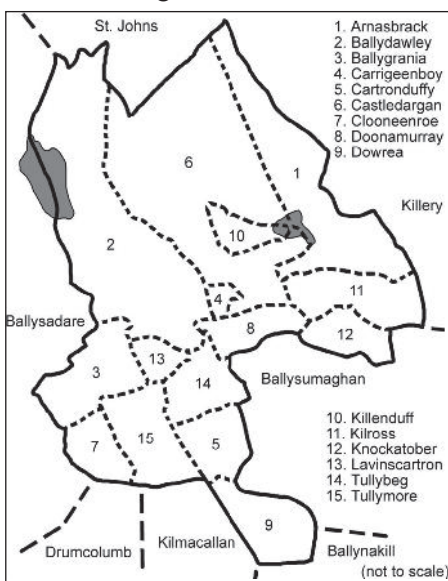 St. Johns
1. Arnasbrack
2. Ballydawley
3. Ballygrania
4. Carrigeenboy
5. Cartronduffy
6. Castledargan
7. Clooneenroe
8. Doonamurray
9. Dowrea
6
1
Killery
10
2
11
4
Ballysadare
8
12
13
3
Ballysumaghan
14
10. Killenduff
11. Kilross
12. Knockatober
13. Lavinscartron
14. Tullybeg
15. Tullymore
7
15
5
9
Drumcolumb
Kilmacallan
Ballynakill
(not to scale)